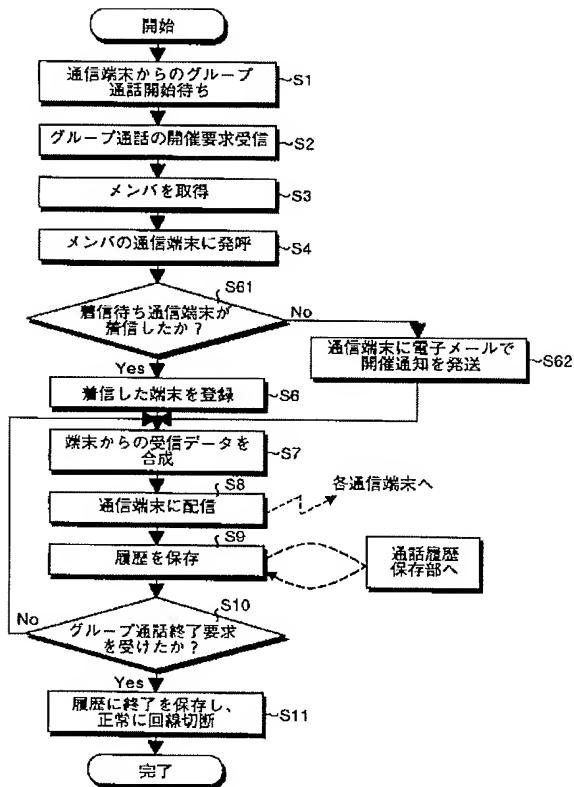 開始
通信端末からのグループ
通話開始待ち
S1
グループ通話の開催要求受信
S2
メンバを取得
S3
メンバの通信端末に発呼
S4
S61
着信待ち通信端末が
着信したか？
No
Yes
通信端末に電子メールで
開催通知を発送
S62
着信した端末を登録
S6
端末からの受信データを
合成
S7
S8
通信端末に配信
各通信端末へ
S9
履歴を保存
通話履歴
保存部へ
S10
グループ通話終了要求
を受けたか？
No
Yes
履歴に終了を保存し、
正常に回線切断
S11
完了